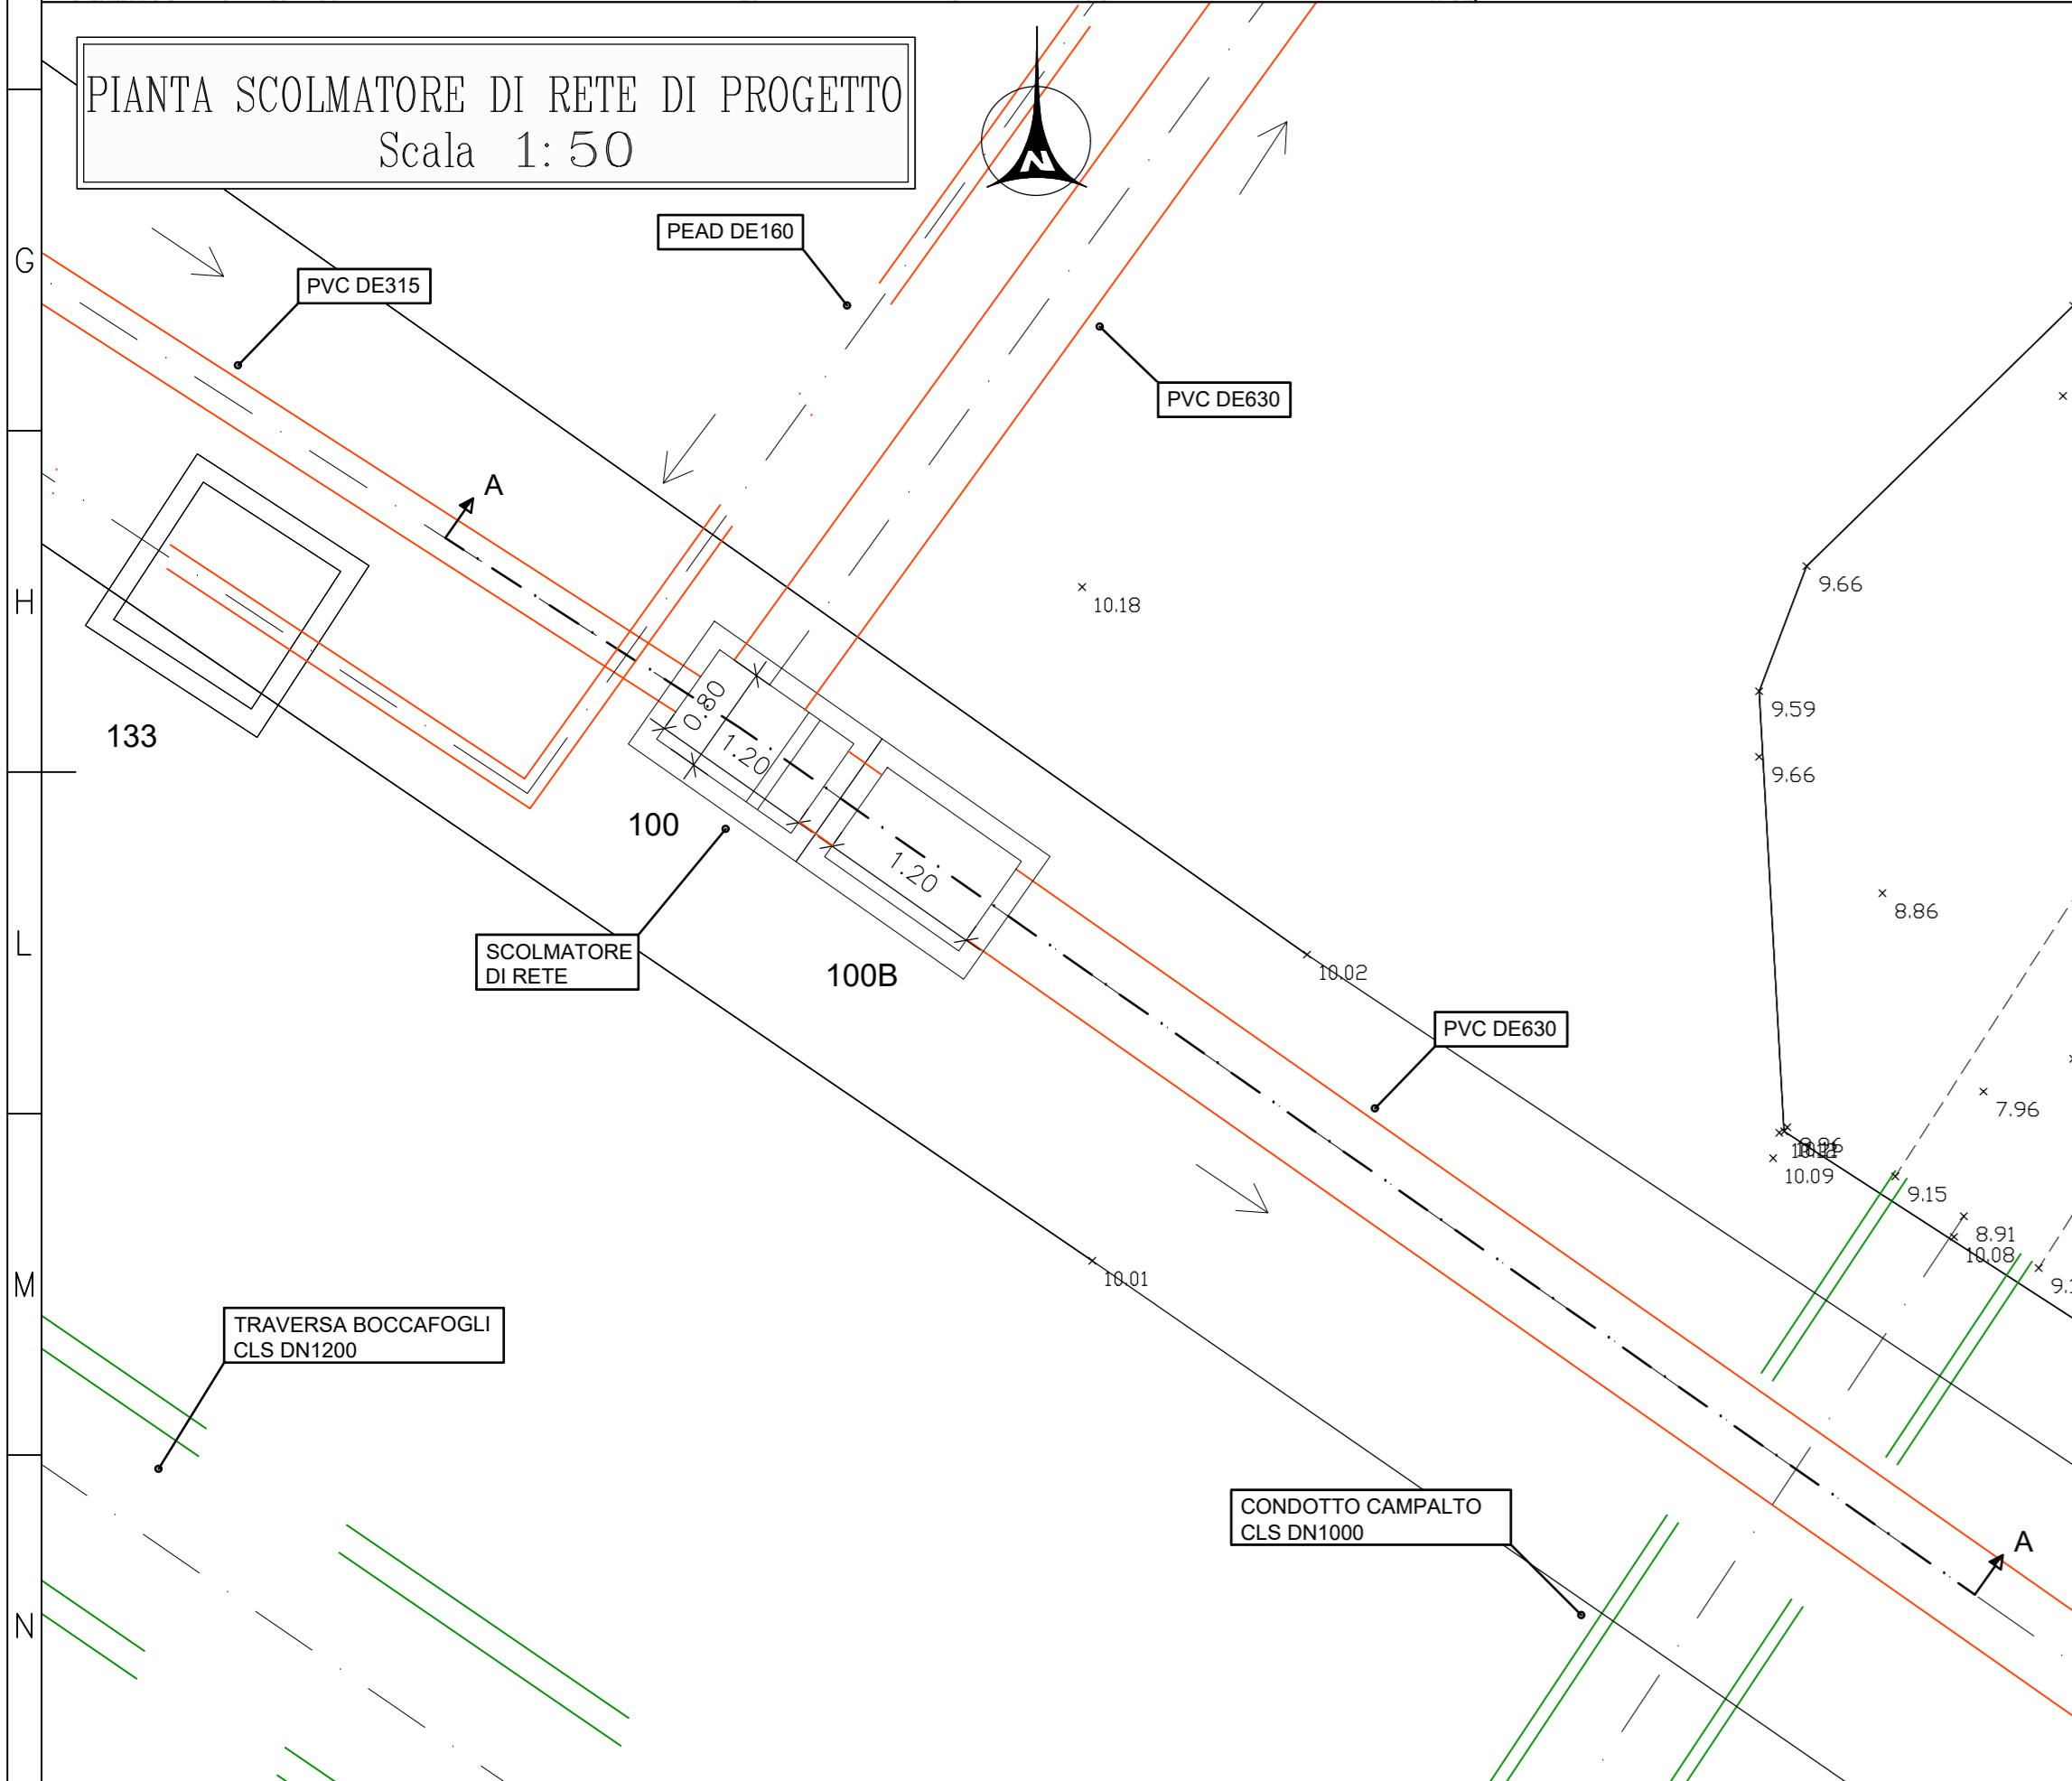 PIANTA SCOLMATORE DI RETE DI PROGETTO
Scala 1:50
N
PEAD DE160
G
PVC DE315
PVC DE630
A
H
9.66
10.18
0.80
9.59
133
1.20
9.66
100
1.20
8.86
L
SCOLMATORE
DI RETE
100B
10.02
PVC DE630
7.96
10.09
9.15
8.91
10.08
M
10.01
TRAVERSA BOCCAFOGLI
CLS DN1200
CONDOTTO CAMPALTO
CLS DN1000
A
N